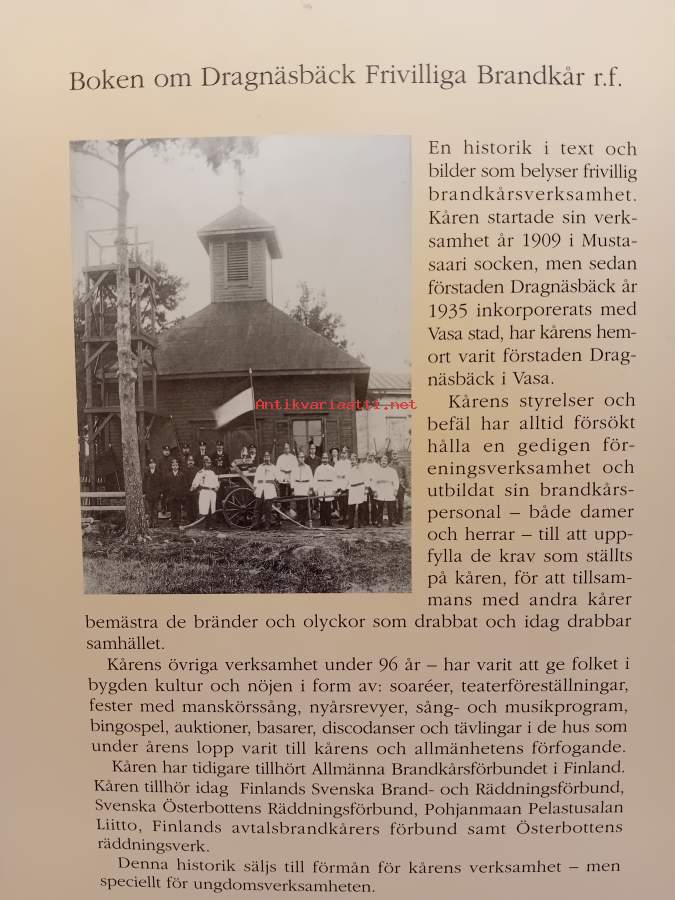 Boken om Dragnäsbäck Frivilliga Brandkår r.f.
En historik i text och
bilder som belyser frivillig
brandkårsverksamhet.
Kåren startade sin verk-
samhet år 1909 i Musta-
saari socken, men sedan
förstaden Dragnäsbäck år
1935 inkorporerats med
Vasa stad, har kårens hem-
ort varit förstaden Drag-
näsbäck i Vasa.
Kårens styrelser och
befäl har alltid försökt
hålla en gedigen för-
eningsverksamhet och
utbildat sin brandkårs-
personal – både damer
och herrar – till att upp-
fylla de krav som ställts
på kåren, för att tillsam-
mans med andra kårer
bemästra de bränder och olyckor som drabbat och idag drabbar
samhället.
Kårens övriga verksamhet under 96 år – har varit att ge folket i
bygden kultur och nöjen i form av: soaréer, teaterföreställningar,
fester med manskörssång, nyårsrevyer, sång- och musikprogram,
bingospel, auktioner, basarer, discodanser och tävlingar i de hus som
under årens lopp varit till kårens och allmänhetens förfogande.
Kåren har tidigare tillhört Allmänna Brandkårsförbundet i Finland.
Kåren tillhör idag Finlands Svenska Brand- och Räddningsförbund,
Svenska Österbottens Räddningsförbund, Pohjanmaan Pelastusalan
Liitto, Finlands avtalsbrandkårers förbund samt Österbottens
räddningsverk.
Denna historik säljs till förmån för kårens verksamhet – men
speciellt för ungdomsverksamheten.
Antikvariaatti.net